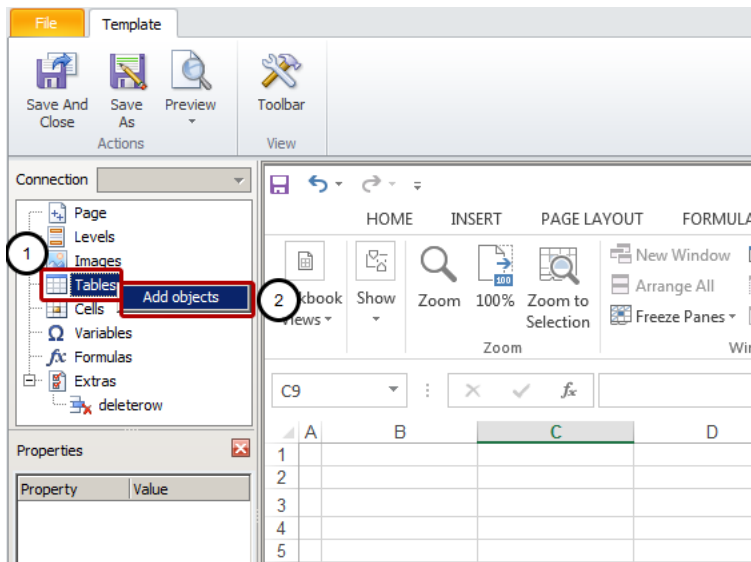 File Template
Save And Close
Save As
Preview
Toolbar
Actions
View
Connection
Page
Levels
1
Images
Tables
Add objects
2
Cells
Variables
Formulas
Extras
deleterow
Properties
Property Value
HOME INSERT PAGE LAYOUT FORMULA
New Window
Arrange All
Freeze Panes
kbook
Views
Show
Zoom
100
100%
Zoom to
Selection
Zoom
Wi
C9
fx
A B C D
1
2
3
4
5